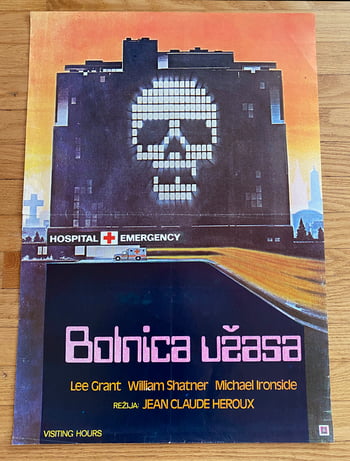 HOSPITAL EMERGENCY
Bolnica užasa
Lee Grant William Shatner Michael Ironside
REŽIJA: JEAN CLAUDE HEROUX
VISITING HOURS